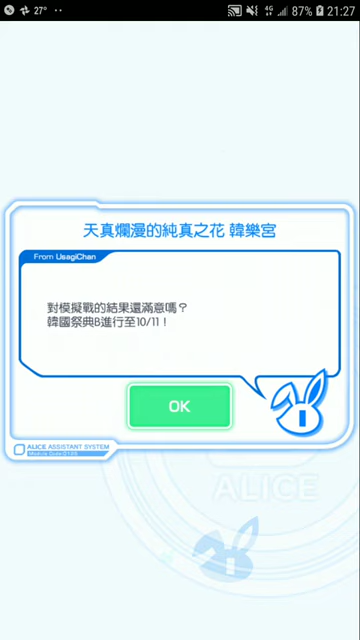 27°
4G
87%
21:27
天真爛漫的純真之花 韓樂宮
From UsagiChan
對模擬戰的結果還滿意嗎？
韓國祭典B進行至10/11！
OK
ALICE ASSISTANT SYSTEM
ALICE